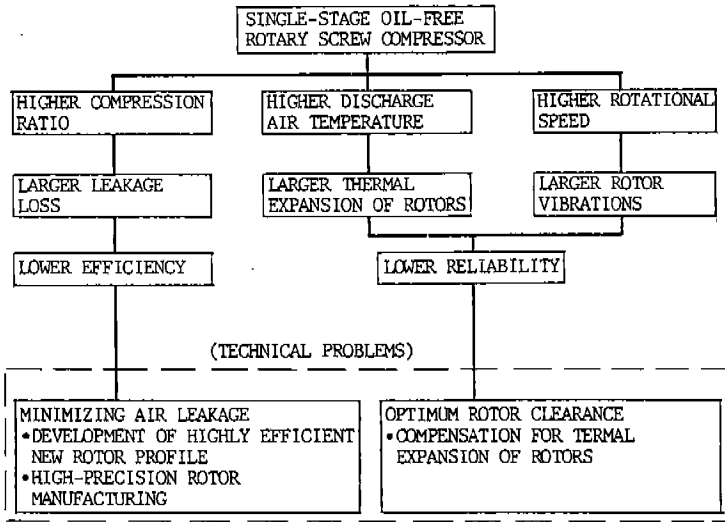 SINGLE-STAGE OIL-FREE
ROTARY SCREW COMPRESSOR
HIGHER COMPRESSION
RATIO
HIGHER DISCHARGE
AIR TEMPERATURE
HIGHER ROTATIONAL
SPEED
LARGER LEAKAGE
LOSS
LARGER THERMAL
EXPANSION OF ROTORS
LARGER ROTOR
VIBRATIONS
LOWER EFFICIENCY
LOWER RELIABILITY
(TECHNICAL PROBLEMS)
MINIMIZING AIR LEAKAGE
•DEVELOPMENT OF HIGHLY EFFICIENT
NEW ROTOR PROFILE
•HIGH-PRECISION ROTOR
MANUFACTURING
OPTIMUM ROTOR CLEARANCE
•COMPENSATION FOR TERMAL
EXPANSION OF ROTORS